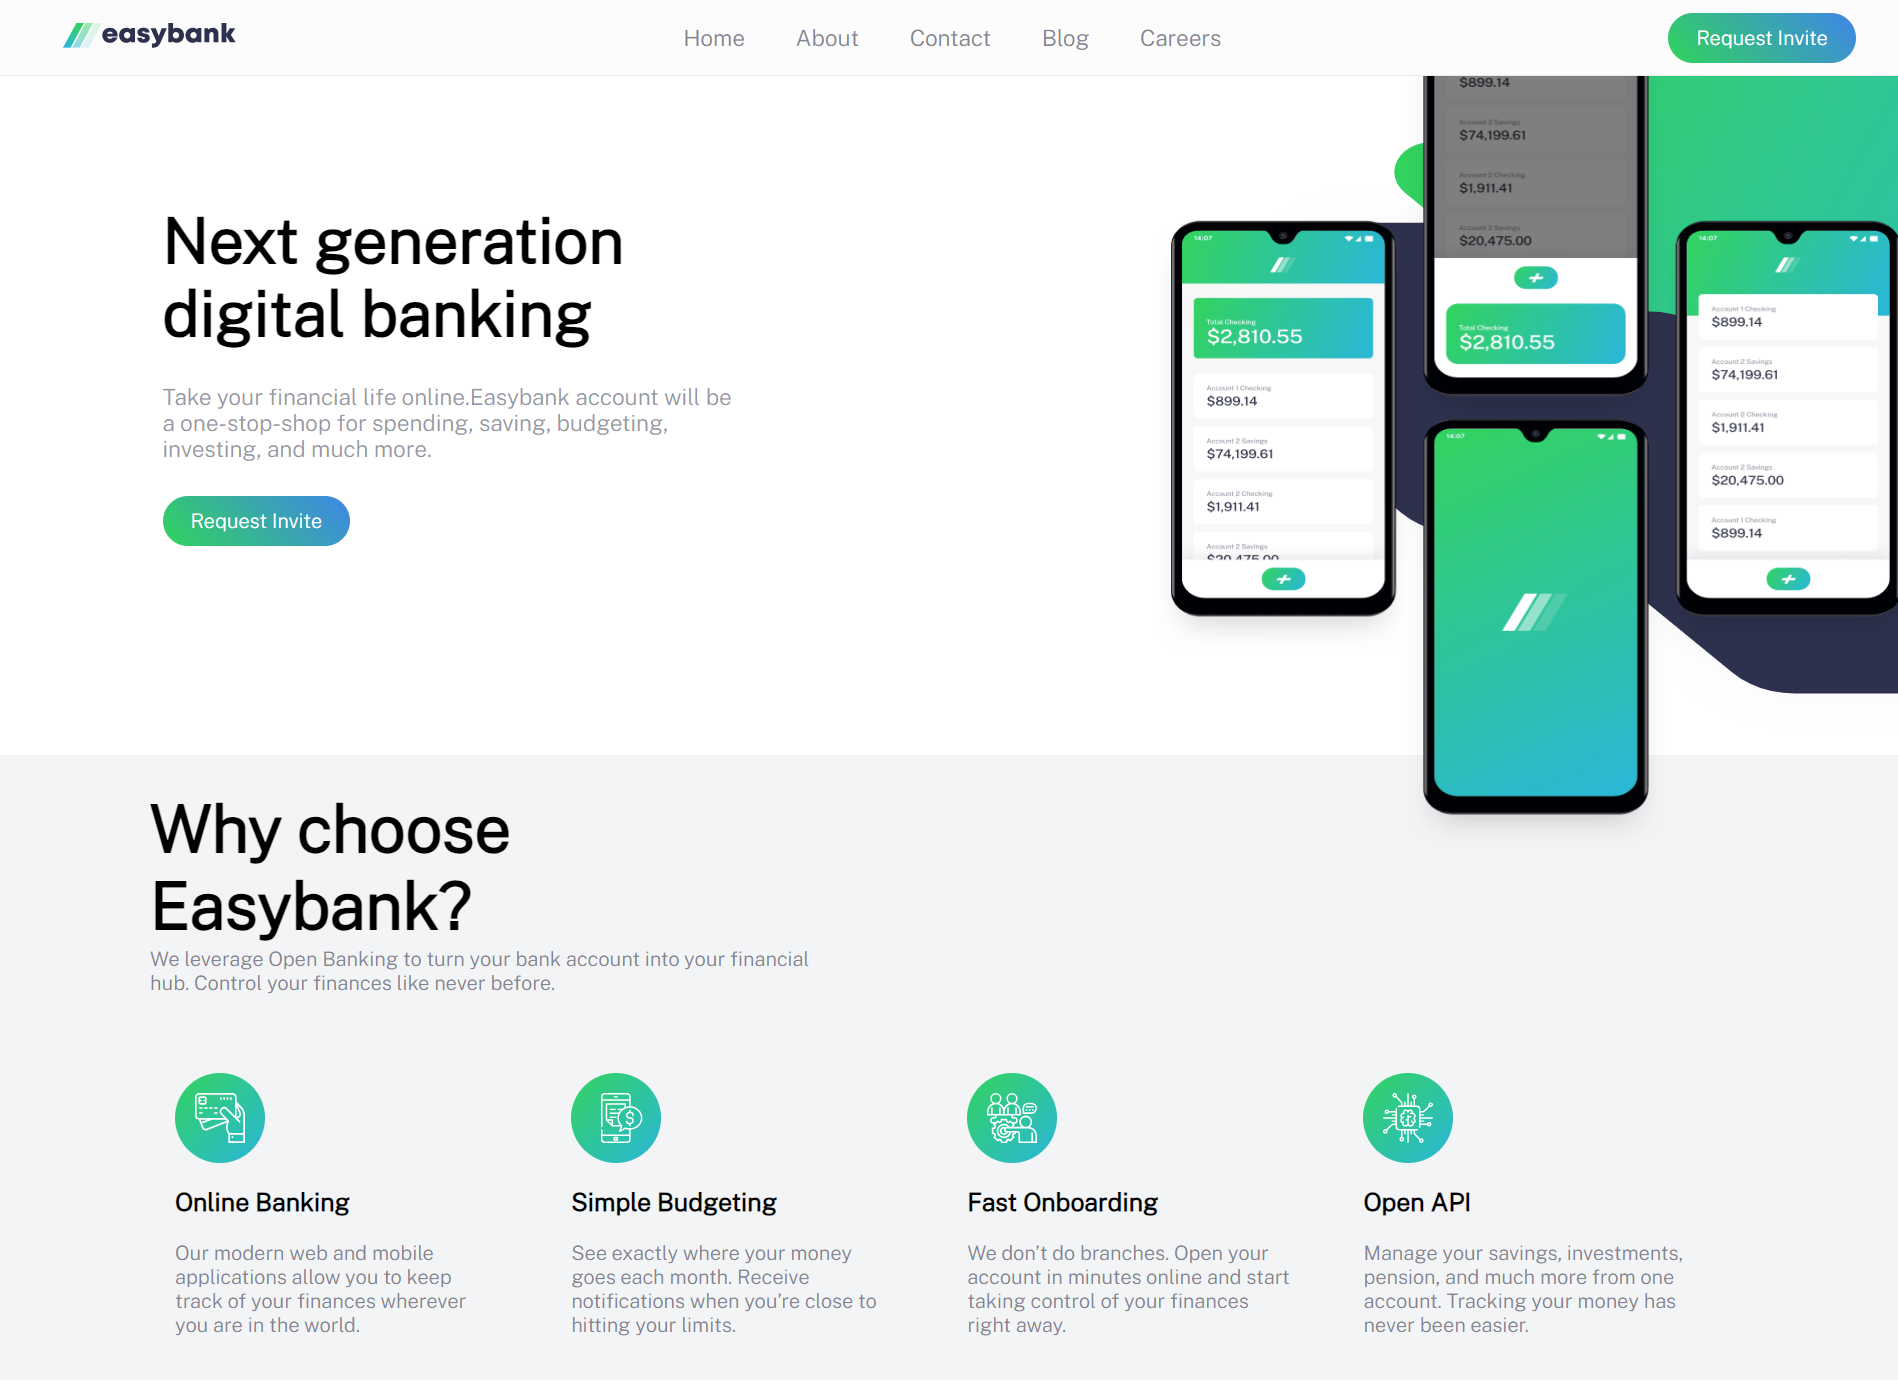 easybank
Home
About
Contact
Blog
Careers
Request Invite
Next generation
digital banking
Take your financial life online.Easybank account will be
a one-stop-shop for spending, saving, budgeting,
investing, and much more.
Request Invite
14:07
Total Checking
$2,810.55
Account 1 Checking
$899.14
Account 2 Savings
$74,199.61
Account 2 Checking
$1,911.41
Account 2 Savings
$20,475.00
$899.14
Account 2 Savings
$74,199.61
Account 2 Checking
$1,911.41
Account 2 Savings
$20,475.00
Total Checking
$2,810.55
14:07
14:07
Account 1 Checking
$899.14
Account 2 Savings
$74,199.61
Account 2 Checking
$1,911.41
Account 2 Savings
$20,475.00
Account 1 Checking
$899.14
Why choose
Easybank?
We leverage Open Banking to turn your bank account into your financial
hub. Control your finances like never before.
Online Banking
Our modern web and mobile
applications allow you to keep
track of your finances wherever
you are in the world.
Simple Budgeting
See exactly where your money
goes each month. Receive
notifications when you’re close to
hitting your limits.
Fast Onboarding
We don’t do branches. Open your
account in minutes online and start
taking control of your finances
right away.
Open API
Manage your savings, investments,
pension, and much more from one
account. Tracking your money has
never been easier.